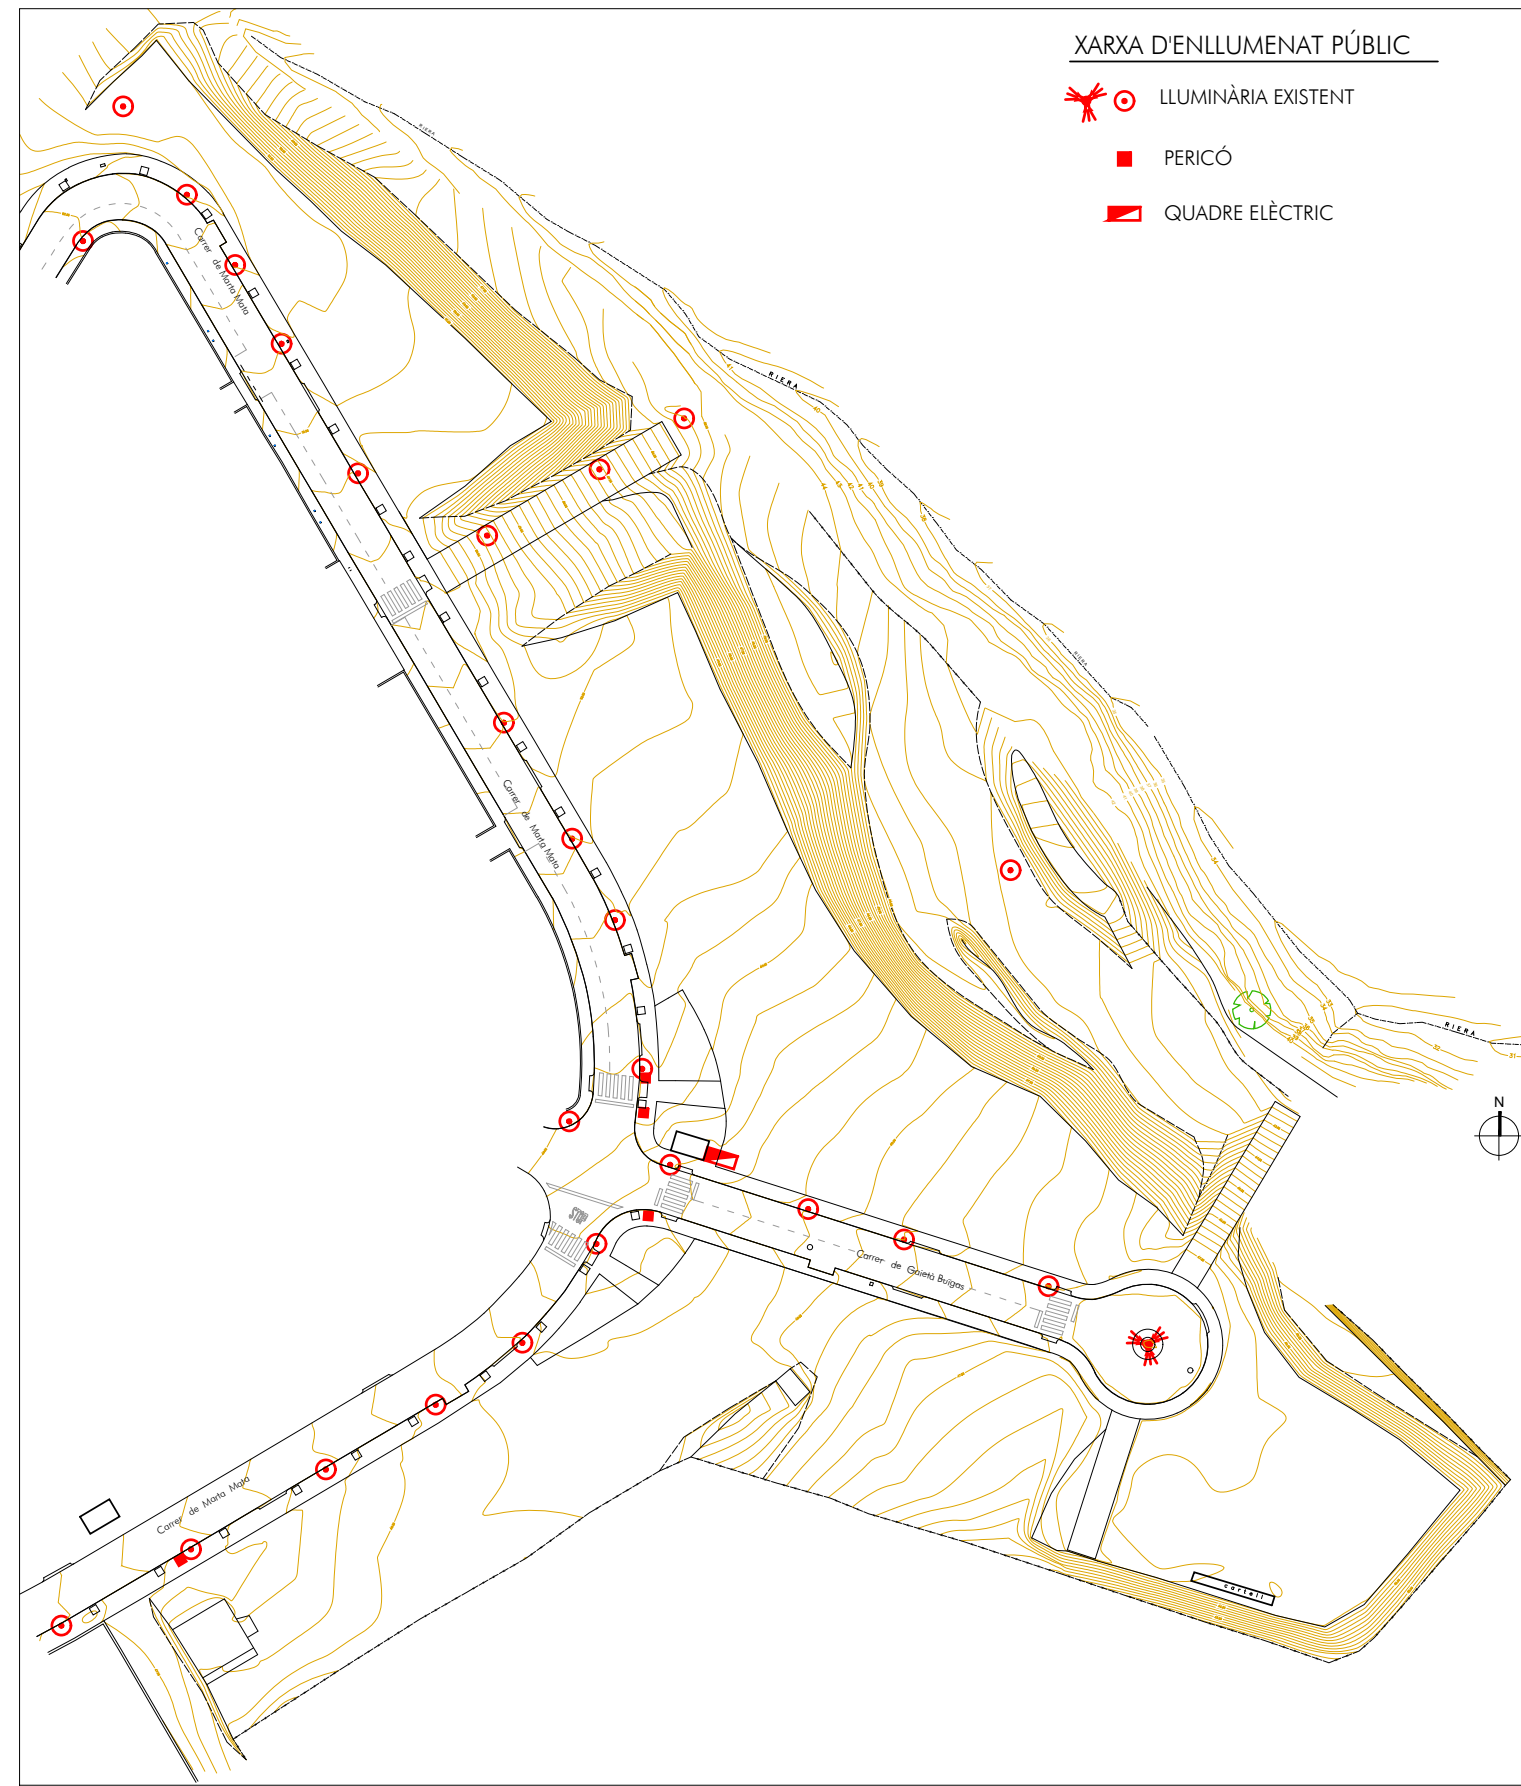 XARXA D'ENLLUMENAT PÚBLIC
LLUMINÀRIA EXISTENT
PERICÓ
QUADRE ELÈCTRIC
RIERA
Carrer de Marta Mata
RIERA
RIERA
Carrer de Marta Mata
RIERA
N
STOP
Carrer de Gaietà Buïgas
Carrer de Marta Mata
cartell